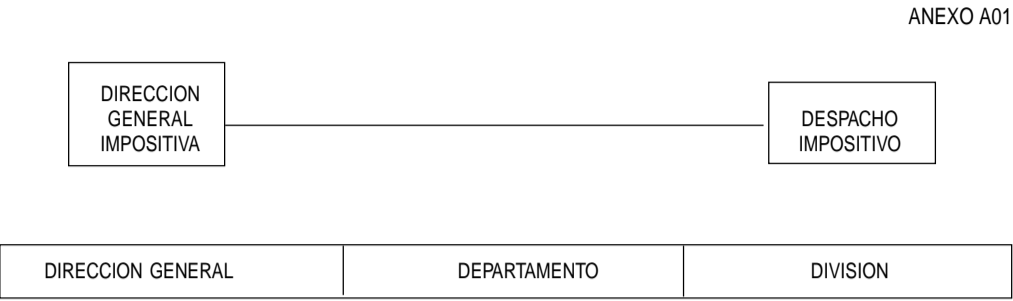 ANEXO A01
DIRECCION
GENERAL
IMPOSITIVA
DESPACHO
IMPOSITIVO
DIRECCION GENERAL
DEPARTAMENTO
DIVISION